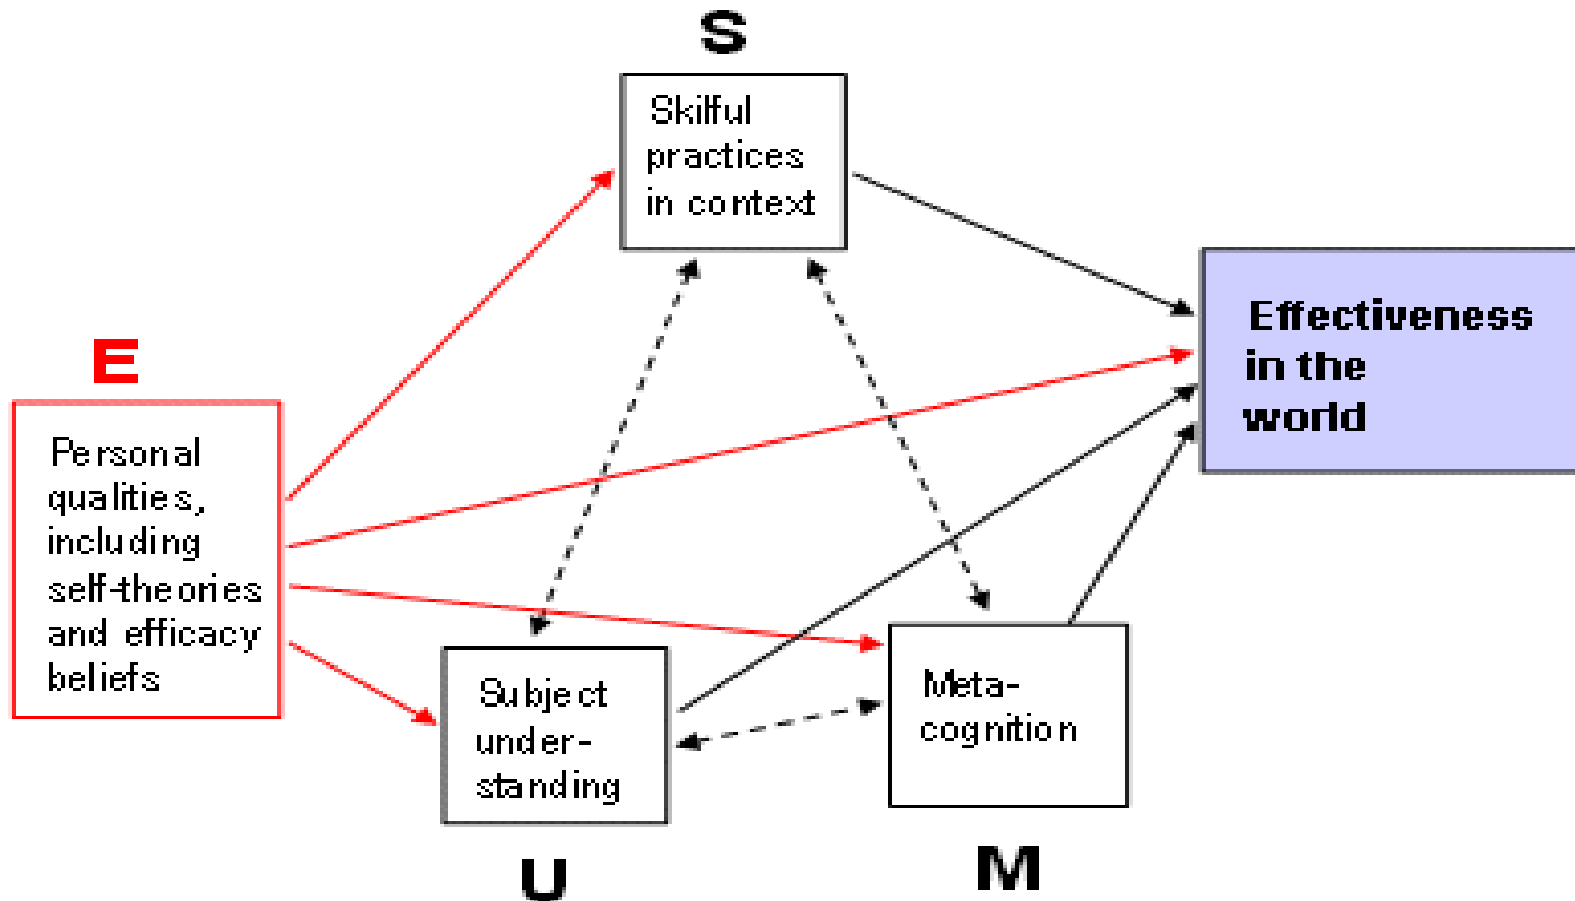 S
Skilful
practices
in context
Effectiveness
in the
world
E
Personal
qualities,
including
self-theories
and efficacy
beliefs
Subject
under-
standing
U
Meta-
cognition
M